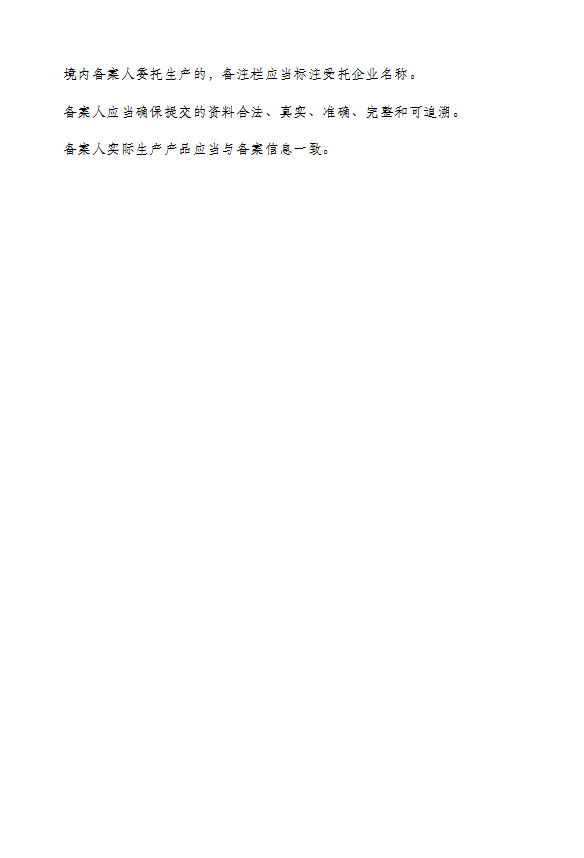 境内备案人委托生产的，备注栏应当标注受托企业名称。
备案人应当确保提交的资料合法、真实、准确、完整和可追溯。
备案人实际生产产品应当与备案信息一致。